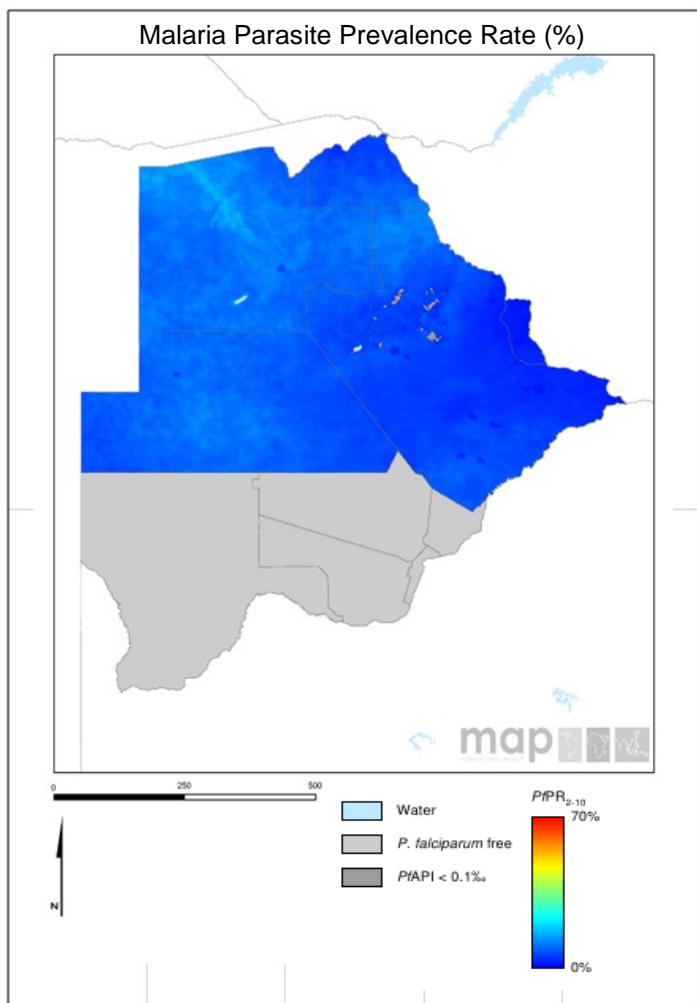 Malaria Parasite Prevalence Rate (%)
map
0 250 500
N
Water
P. falciparum free
PfAPI < 0.1‰
PfPR2-10
70%
0%